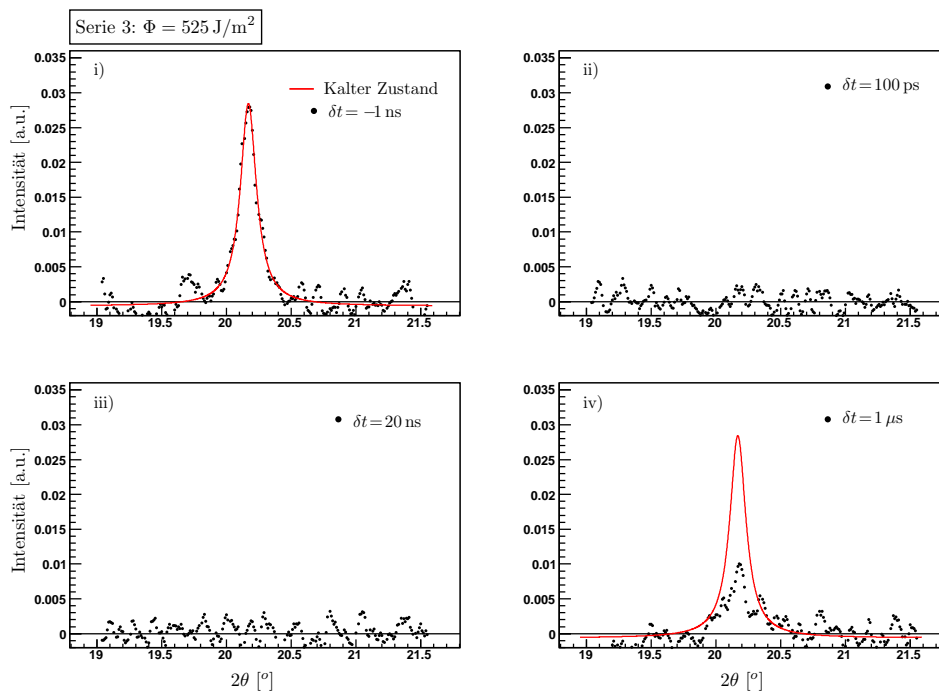 Serie 3: Φ = 525 J/m²
i)
Kalter Zustand
δt = −1 ns
Intensität [a.u.]
0.035
0.03
0.025
0.02
0.015
0.01
0.005
0
19 19.5 20 20.5 21 21.5
ii)
δt = 100 ps
0.035
0.03
0.025
0.02
0.015
0.01
0.005
0
19 19.5 20 20.5 21 21.5
iii)
δt = 20 ns
Intensität [a.u.]
0.035
0.03
0.025
0.02
0.015
0.01
0.005
0
19 19.5 20 20.5 21 21.5
2θ [°]
iv)
δt = 1 μs
0.035
0.03
0.025
0.02
0.015
0.01
0.005
0
19 19.5 20 20.5 21 21.5
2θ [°]